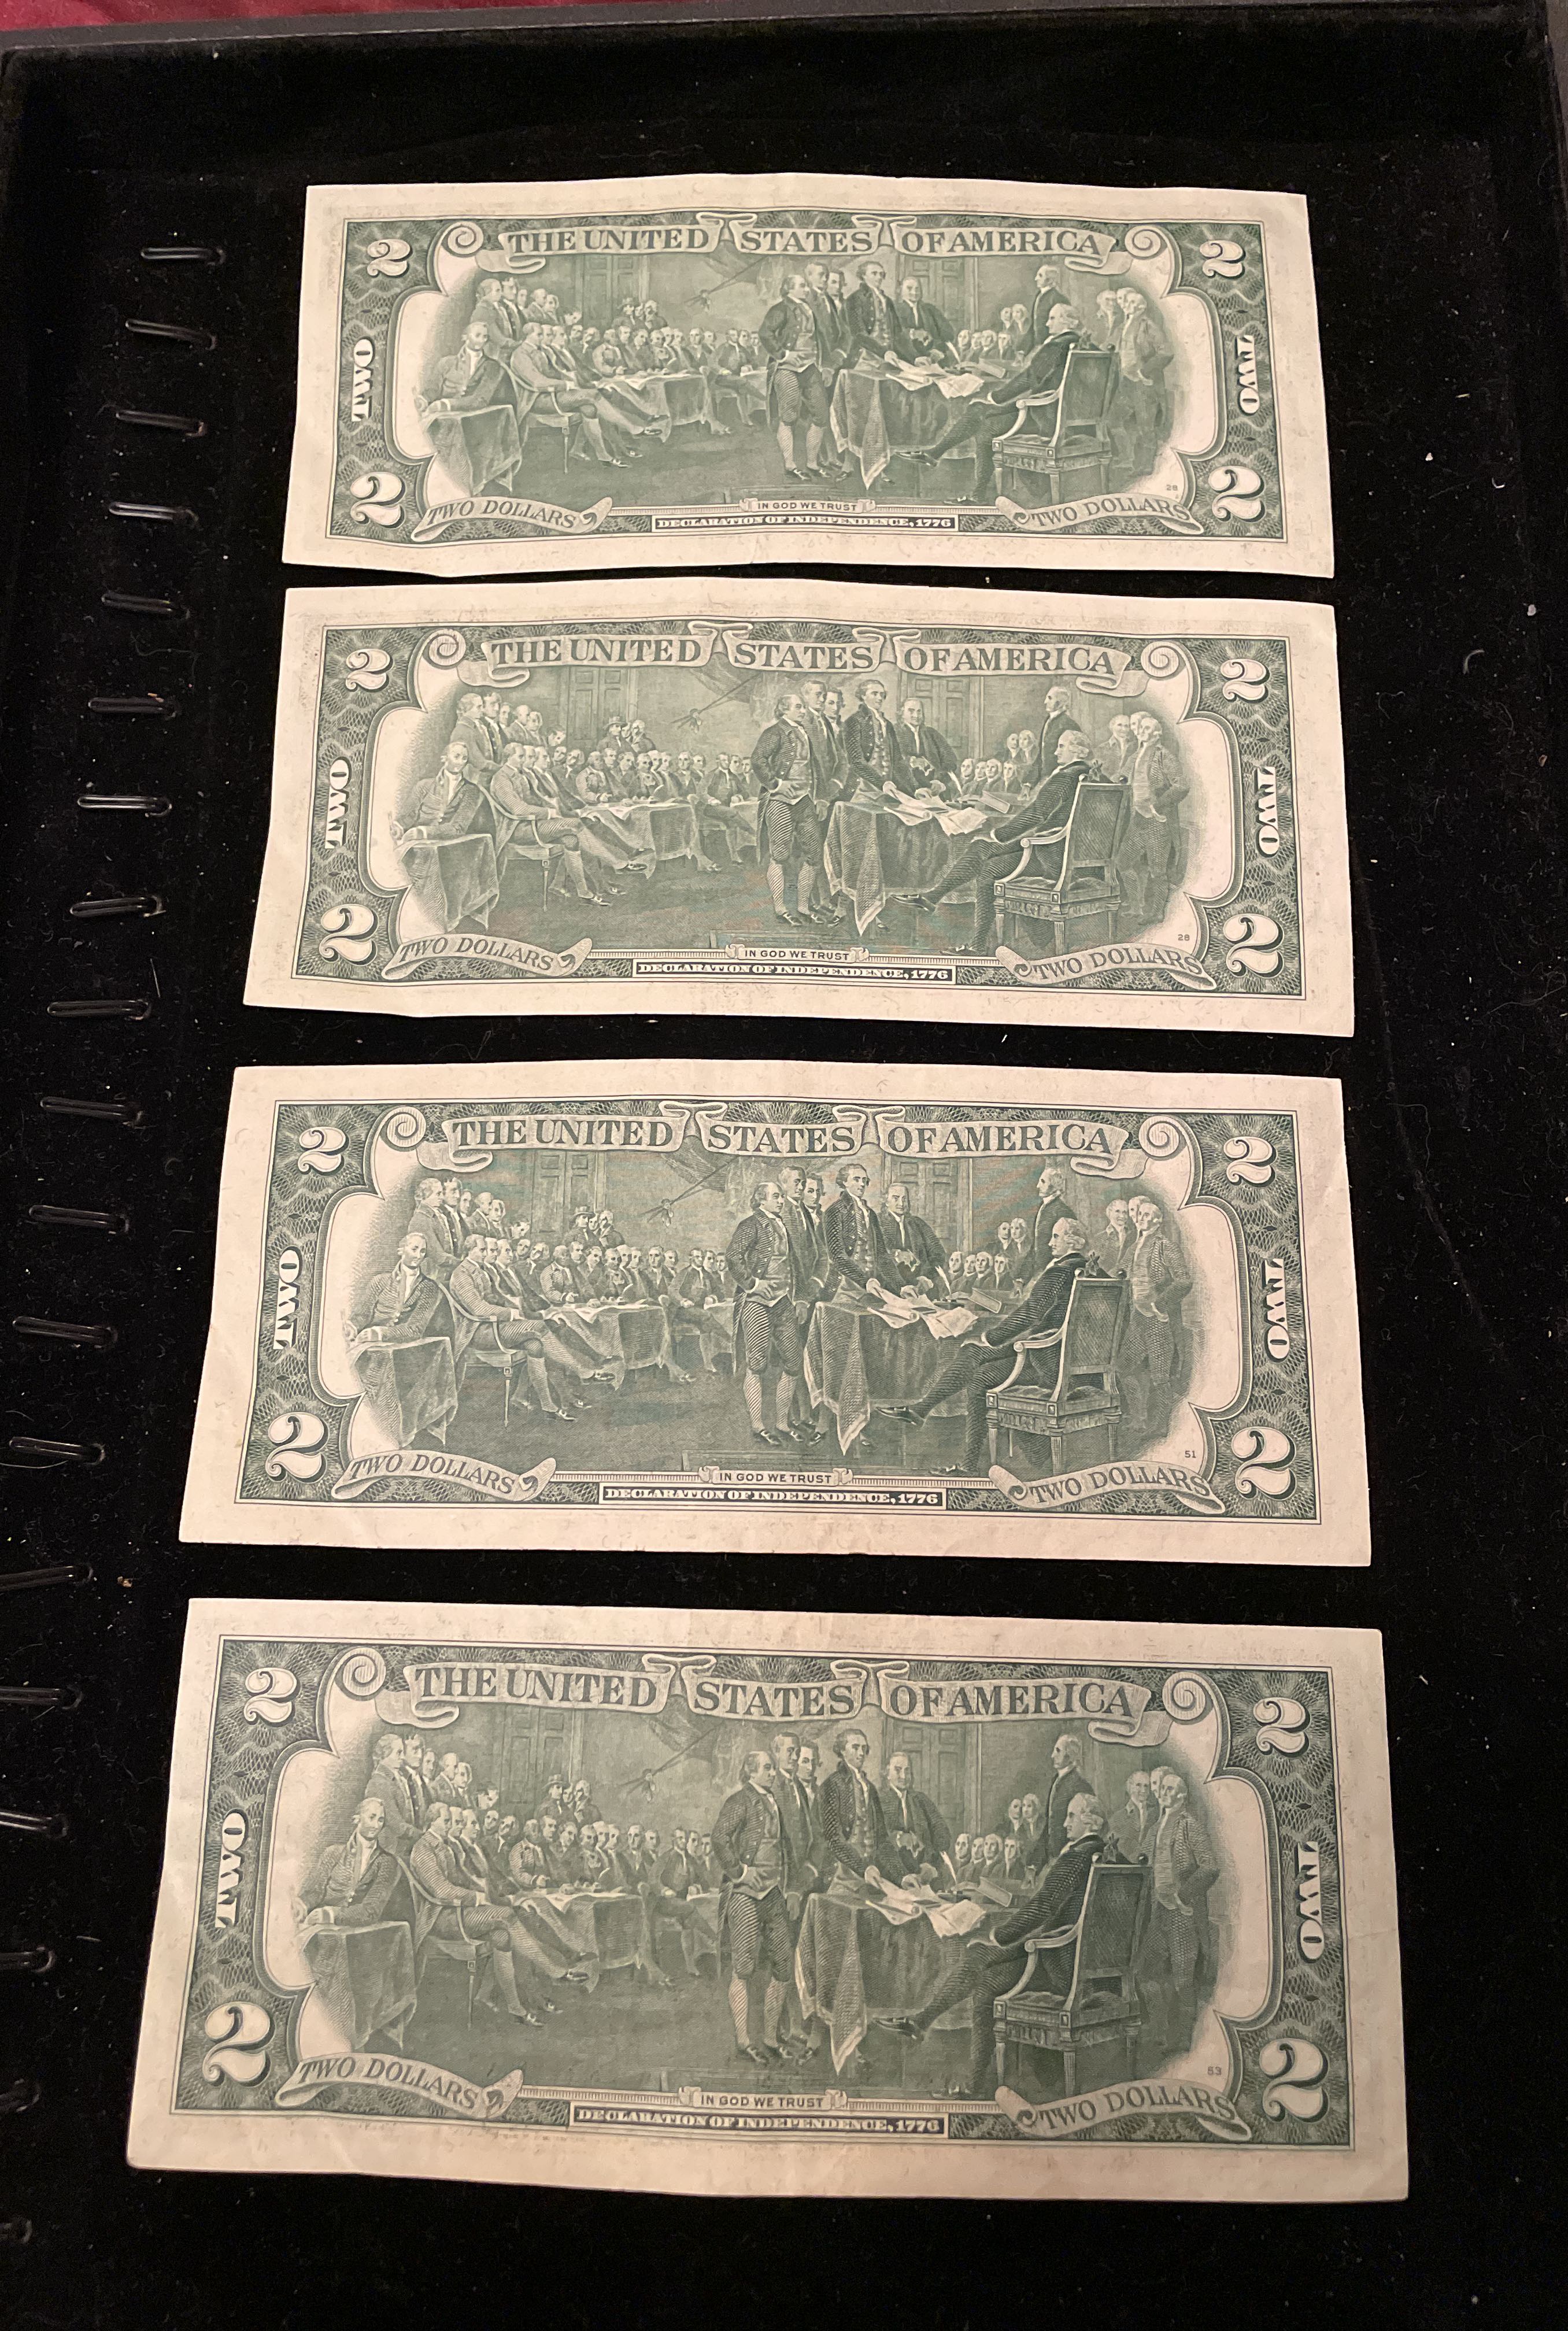 2 THE UNITED STATES OF AMERICA 2
TWO TWO
28
2 TWO DOLLARS IN GOD WE TRUST TWO DOLLARS 2
DECLARATION OF INDEPENDENCE, 1776
2 THE UNITED STATES OF AMERICA 2
TWO TWO
28
2 TWO DOLLARS IN GOD WE TRUST TWO DOLLARS 2
DECLARATION OF INDEPENDENCE, 1776
2 THE UNITED STATES OF AMERICA 2
TWO TWO
51
2 TWO DOLLARS IN GOD WE TRUST TWO DOLLARS 2
DECLARATION OF INDEPENDENCE, 1776
2 THE UNITED STATES OF AMERICA 2
TWO TWO
53
2 TWO DOLLARS IN GOD WE TRUST TWO DOLLARS 2
DECLARATION OF INDEPENDENCE, 1776